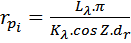 r_{p_i} = \frac{L_λ.π}{K_λ.cos Z.d_r}